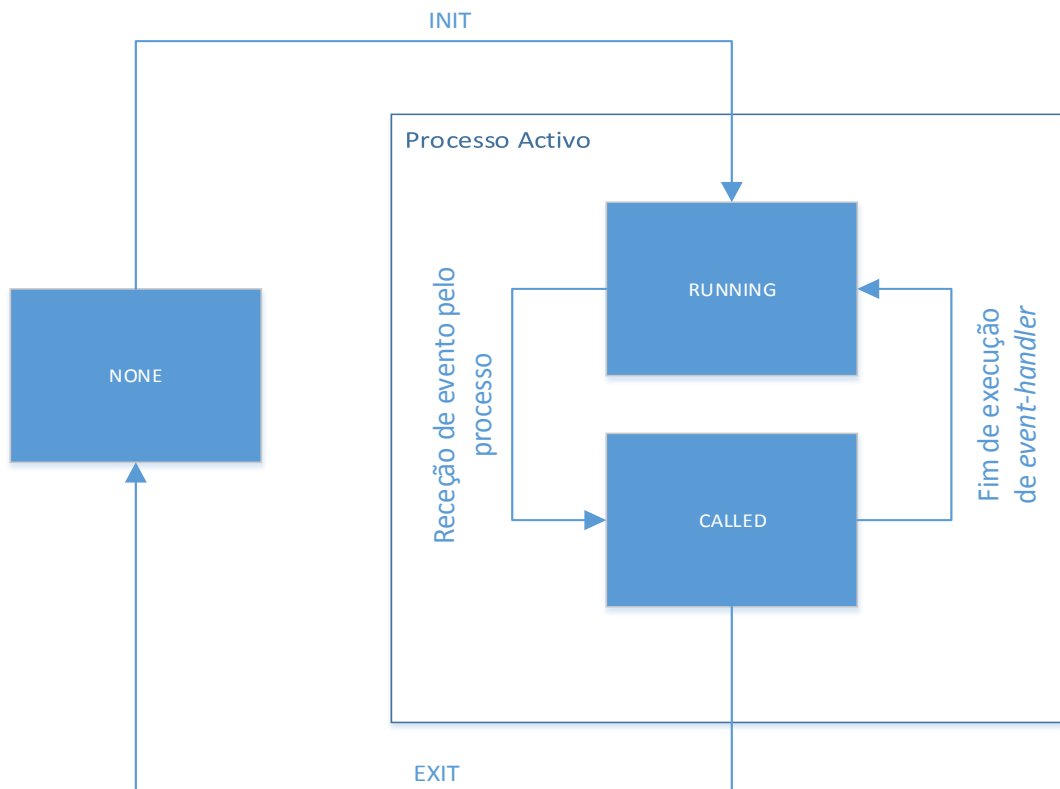 INIT
Processo Activo
RUNNING
NONE
Receção de evento pelo
processo
Fim de execução
de event-handler
CALLED
EXIT